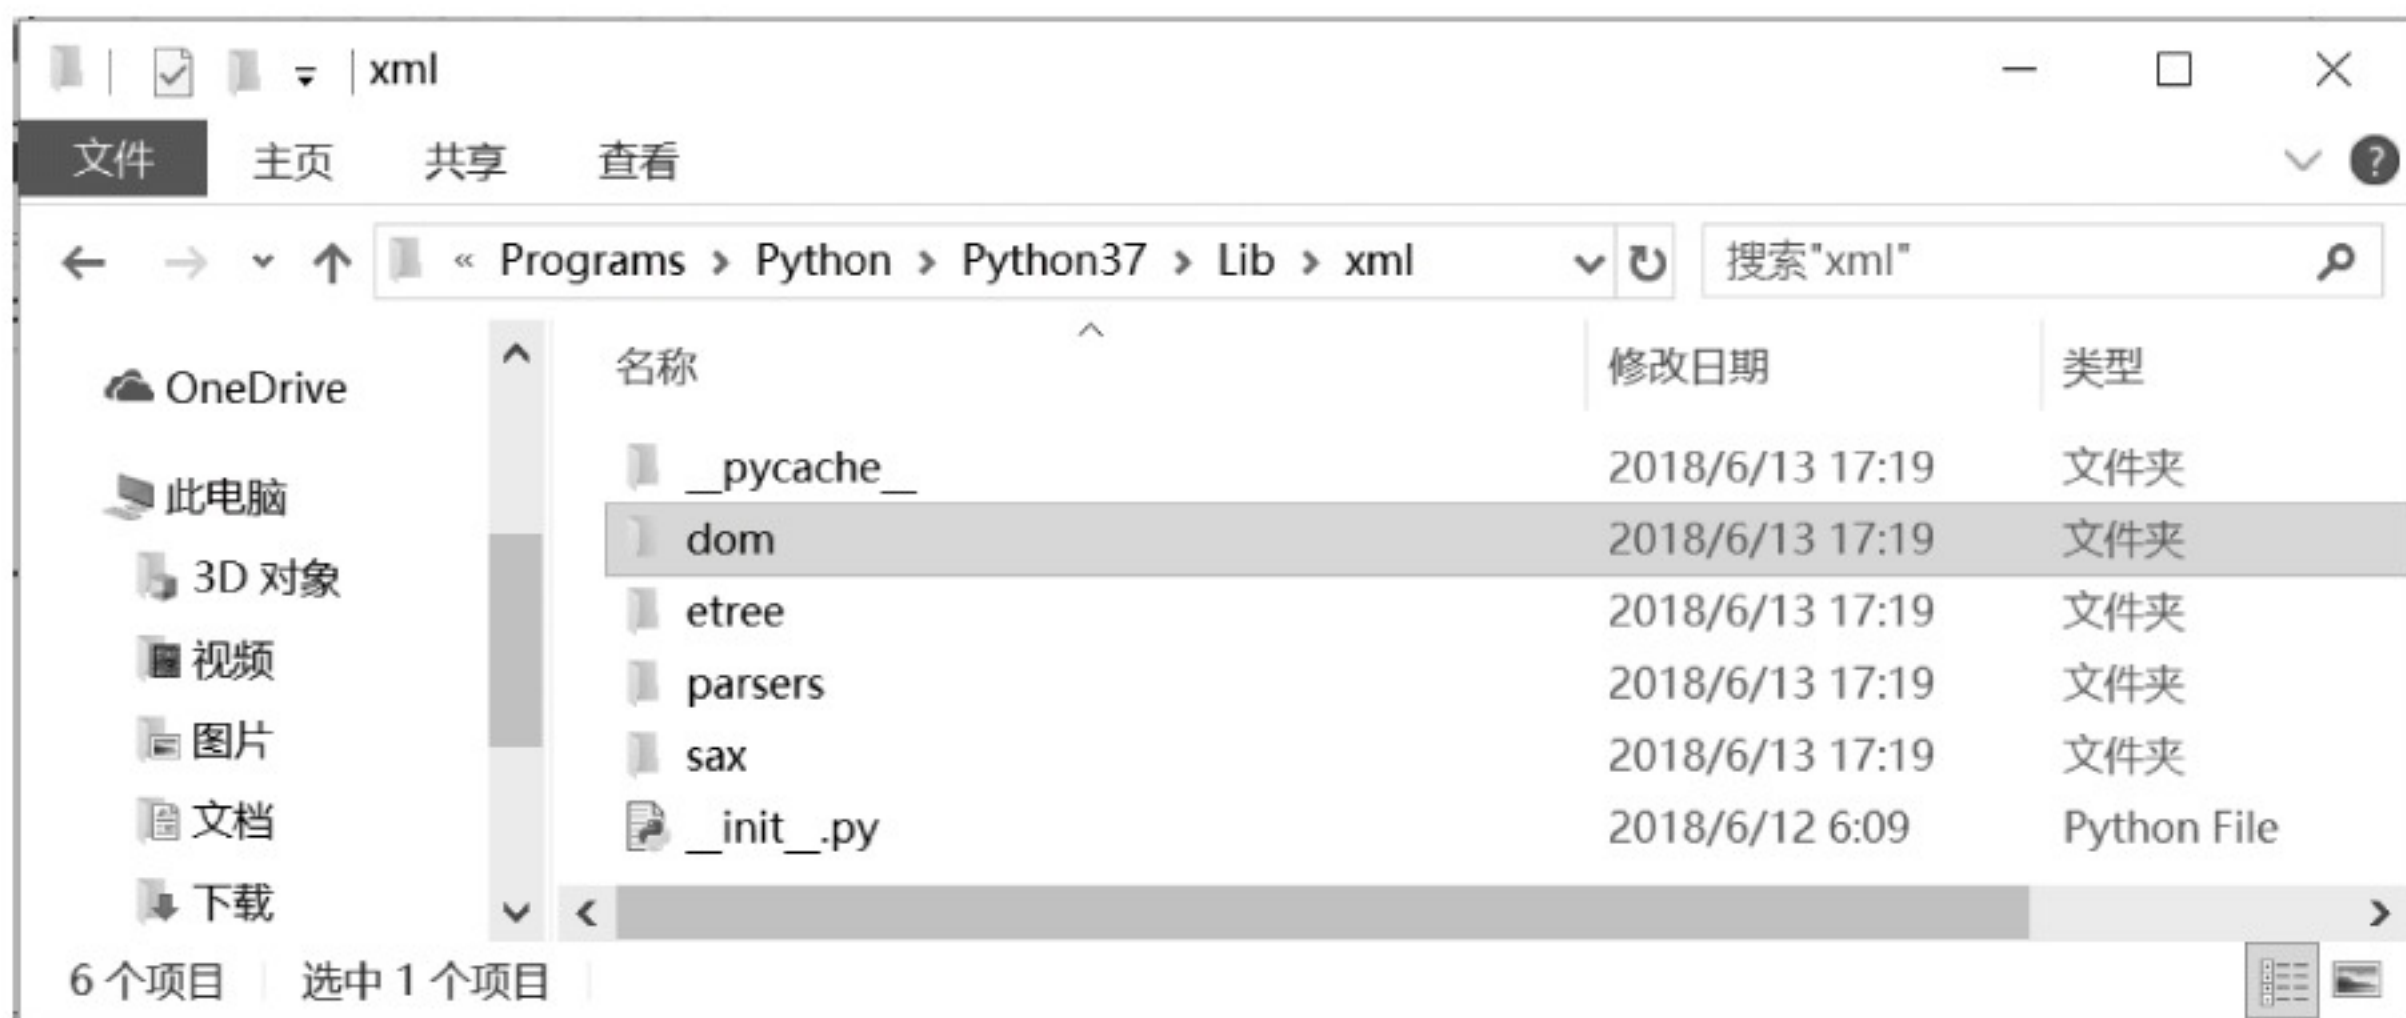 xml
文件 主页 共享 查看
« Programs > Python > Python37 > Lib > xml 搜索"xml"
名称 修改日期 类型
OneDrive
此电脑
3D 对象
视频
图片
文档
下载
__pycache__ 2018/6/13 17:19 文件夹
dom 2018/6/13 17:19 文件夹
etree 2018/6/13 17:19 文件夹
parsers 2018/6/13 17:19 文件夹
sax 2018/6/13 17:19 文件夹
__init__.py 2018/6/12 6:09 Python File
6 个项目 选中 1 个项目